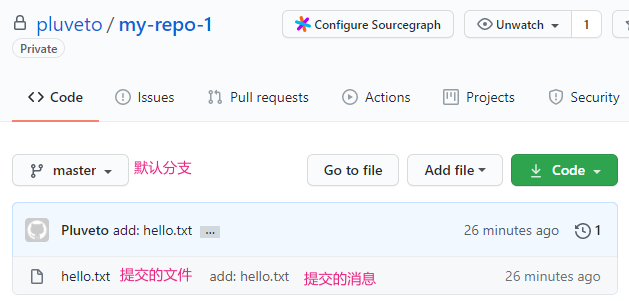 pluveto / my-repo-1 Configure Sourcegraph Unwatch 1
Private
Code Issues Pull requests Actions Projects Security
master 默认分支 Go to file Add file Code
Pluveto add: hello.txt ... 26 minutes ago 1
hello.txt 提交的文件 add: hello.txt 提交的消息 26 minutes ago